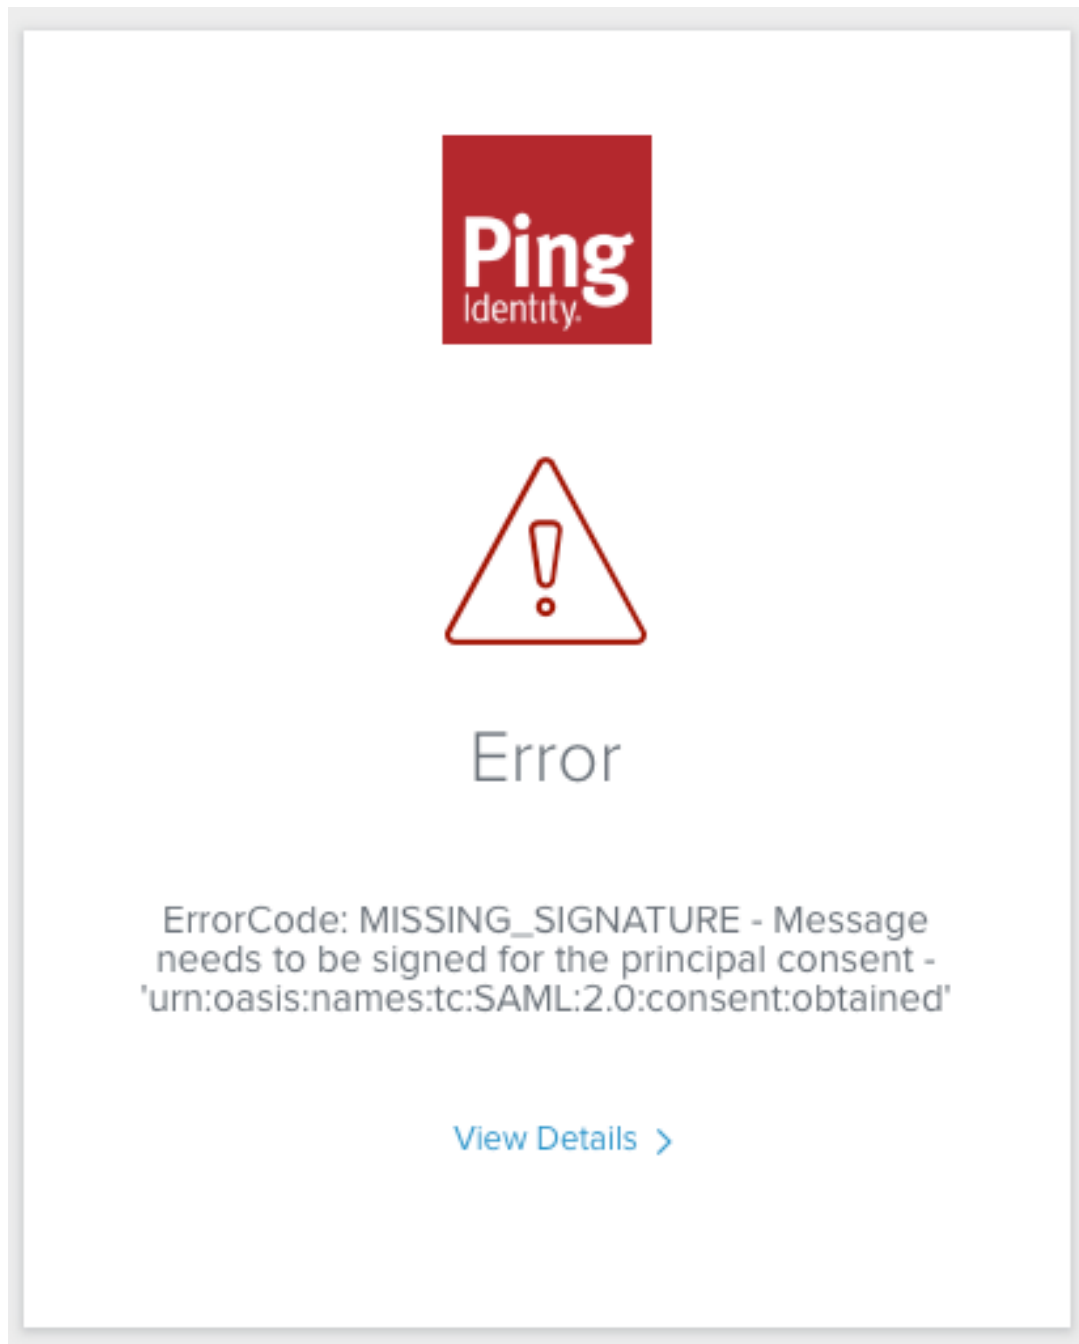 Ping
Identity.
Error
ErrorCode: MISSING_SIGNATURE - Message
needs to be signed for the principal consent -
'urn:oasis:names:tc:SAML:2.0:consent:obtained'
View Details >